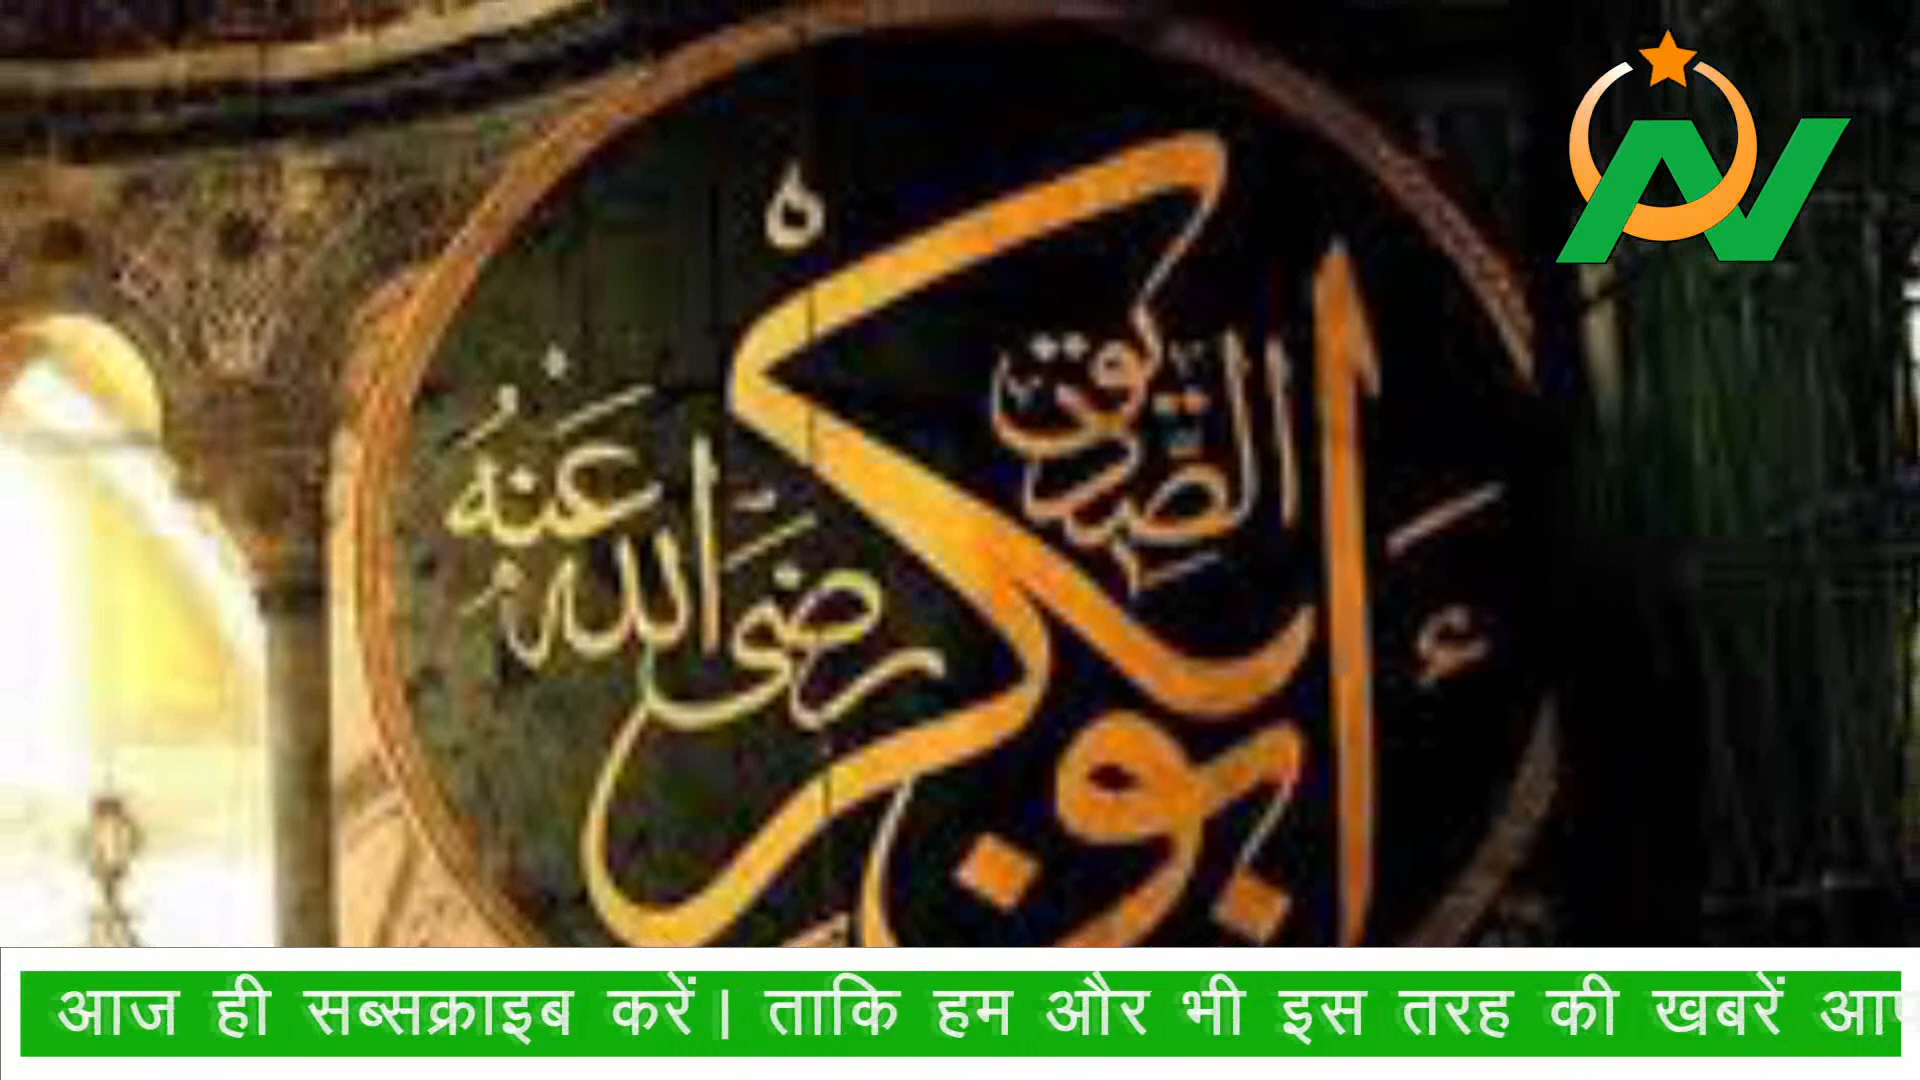 أبو بكر
الصديق
رضي الله عنه
आज ही सब्सक्राइब करें। ताकि हम और भी इस तरह की खबरें